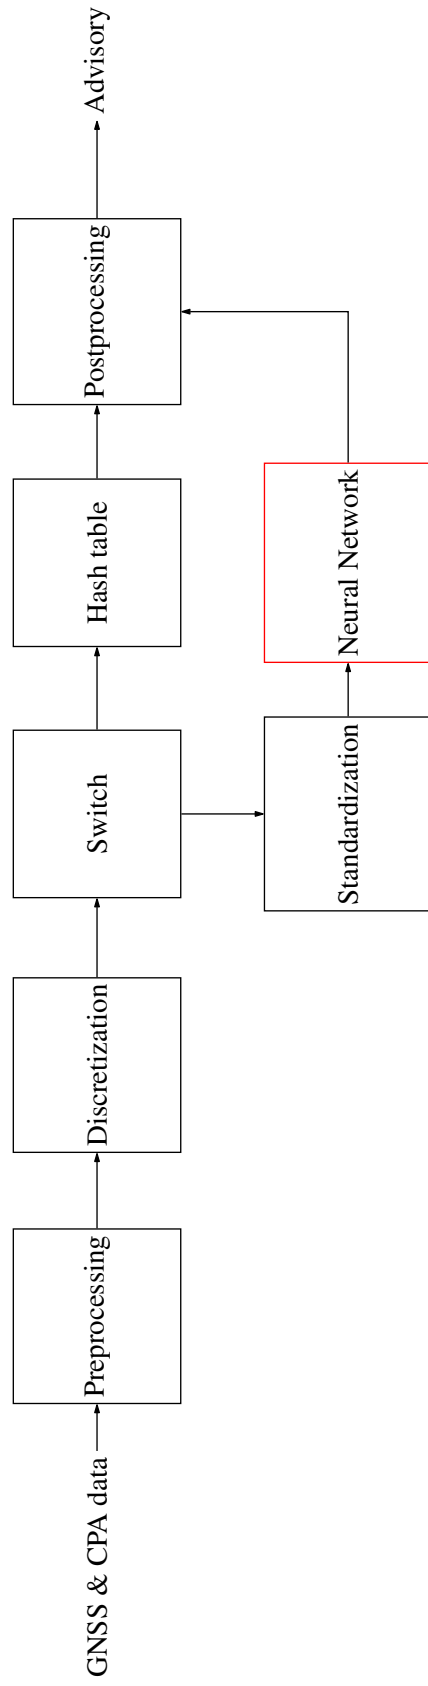 GNSS & CPA data
Preprocessing
Discretization
Switch
Hash table
Postprocessing
Advisory
Standardization
Neural Network